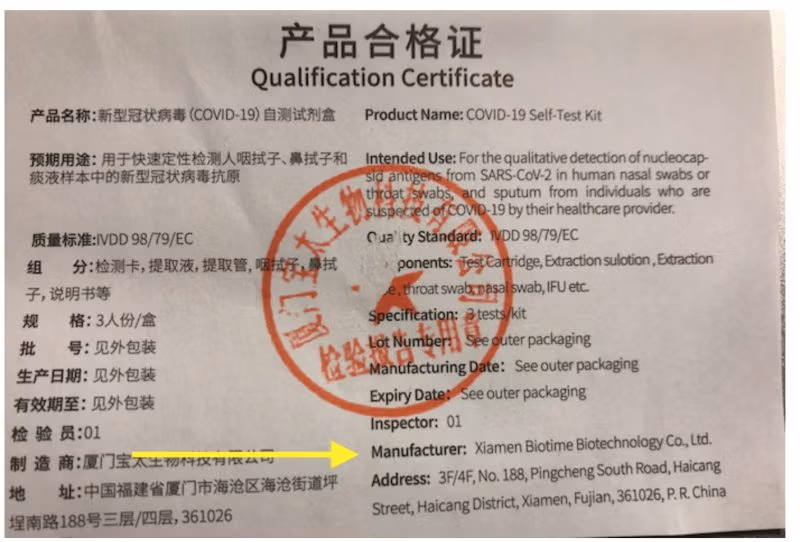 产品合格证
Qualification Certificate
产品名称：新型冠状病毒（COVID-19）自测试剂盒
预期用途：用于快速定性检测人咽拭子、鼻拭子和
痰液样本中的新型冠状病毒抗原
质量标准:IVDD 98/79/EC
组 分：检测卡，提取液，提取管，咽拭子，鼻拭
子，说明书等
规 格：3人份/盒
批 号：见外包装
生产日期：见外包装
有效期至：见外包装
检 验 员：01
制 造 商：厦门宝太生物科技有限公司
地 址：中国福建省厦门市海沧区海沧街道坪
埕南路188号三层/四层，361026
Product Name: COVID-19 Self-Test Kit
Intended Use: For the qualitative detection of nucleocap-
sid antigens from SARS-CoV-2 in human nasal swabs or
throat swabs, and sputum from individuals who are
suspected of COVID-19 by their healthcare provider.
Quality Standard: IVDD 98/79/EC
ponents: Test Cartridge, Extraction sulotion , Extraction
e, throat swab, nasal swab, IFU etc.
Specification: 3 tests/kit
Lot Number: See outer packaging
Manufacturing Date: See outer packaging
Expiry Date: See outer packaging
Inspector: 01
Manufacturer: Xiamen Biotime Biotechnology Co., Ltd.
Address: 3F/4F, No. 188, Pingcheng South Road, Haicang
Street, Haicang District, Xiamen, Fujian, 361026, P. R. China
厦门宝太生物科技有限公司
检验报告专用章